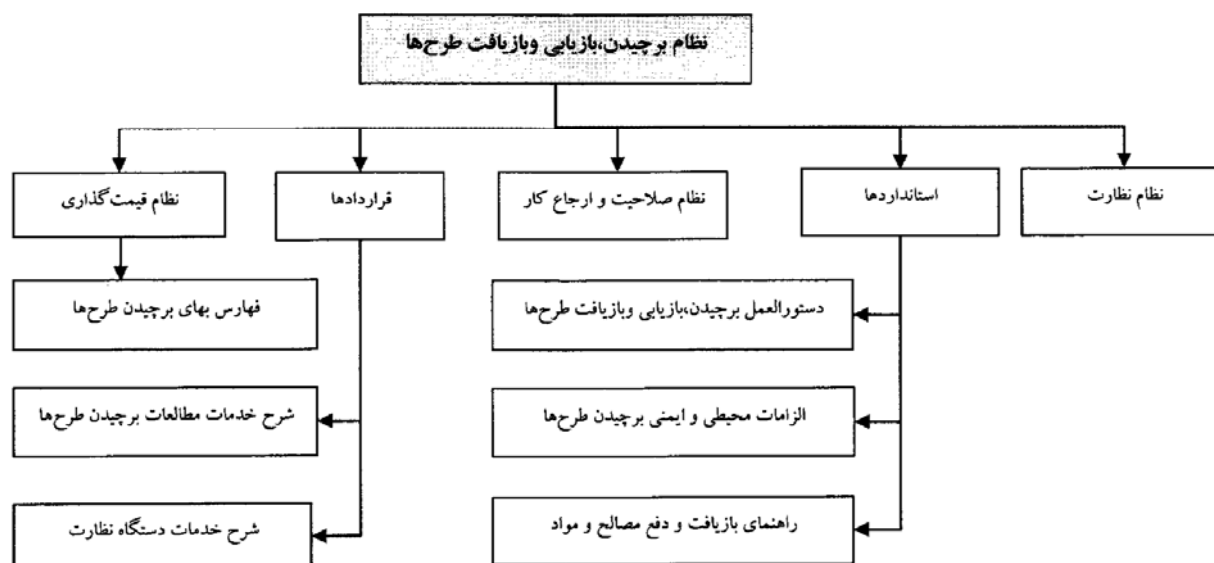 نظام برچیدن،بازیابی وبازیافت طرح‌ها
نظام نظارت
استانداردها
نظام صلاحیت و ارجاع کار
قراردادها
نظام قیمت‌گذاری
دستورالعمل برچیدن،بازیابی وبازیافت طرح‌ها
فهارس بهای برچیدن طرح‌ها
الزامات محیطی و ایمنی برچیدن طرح‌ها
شرح خدمات مطالعات برچیدن طرح‌ها
راهنمای بازیافت و دفع مصالح و مواد
شرح خدمات دستگاه نظارت